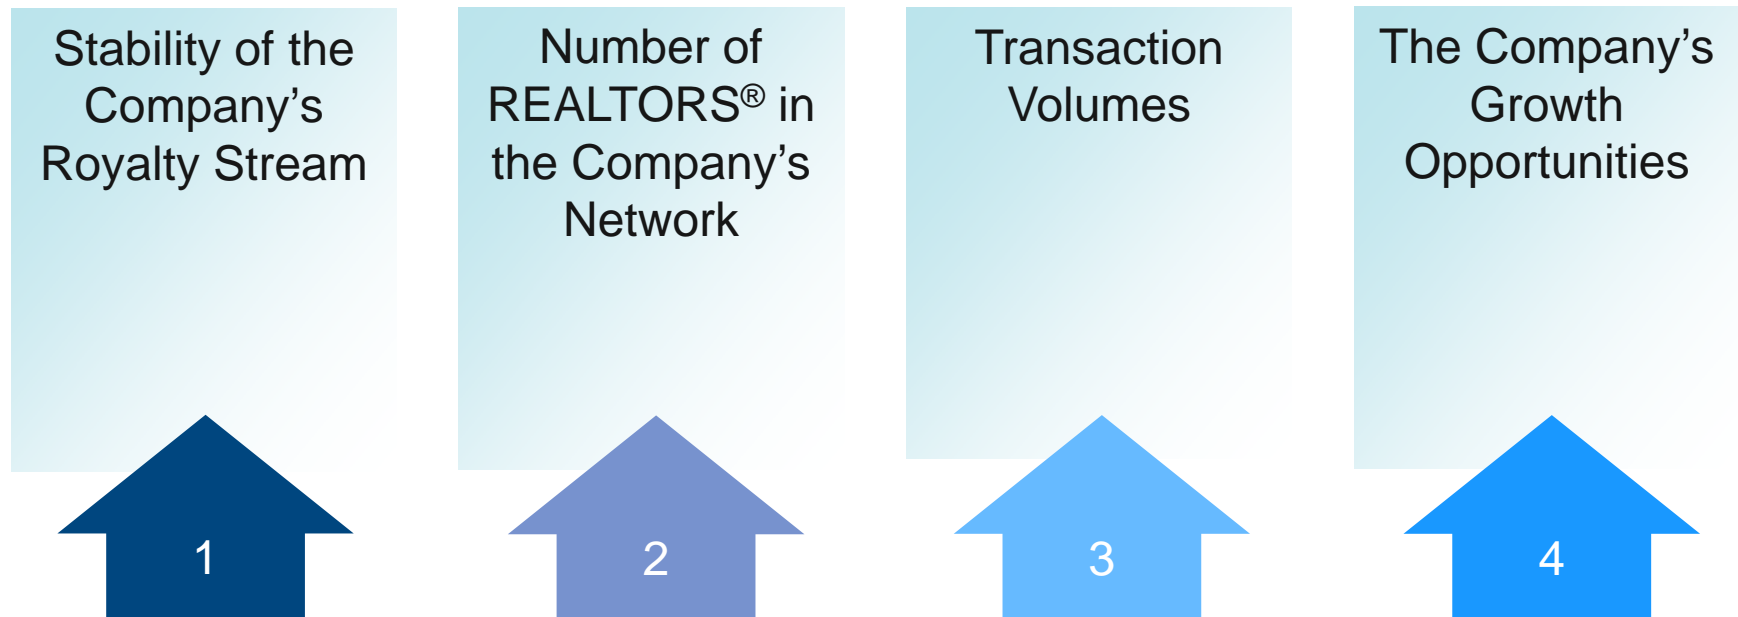 Stability of the
Company’s
Royalty Stream
1
Number of
REALTORS® in
the Company’s
Network
2
Transaction
Volumes
3
The Company’s
Growth
Opportunities
4